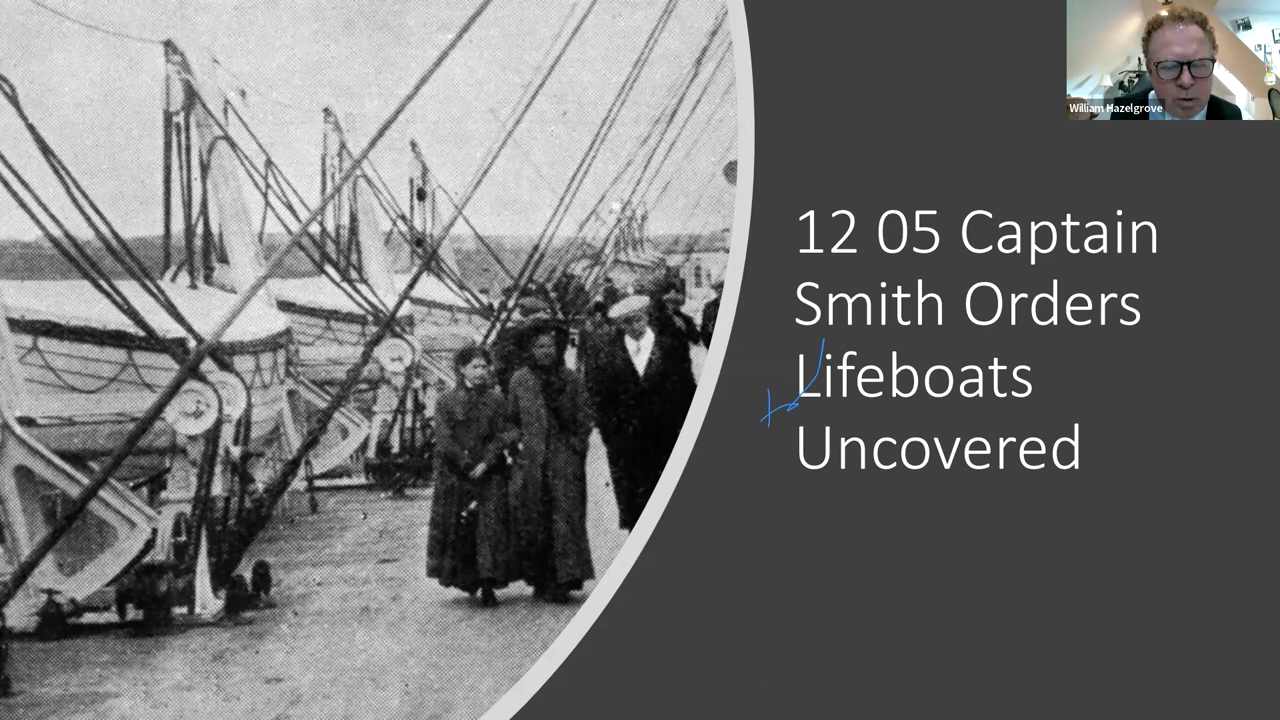 William Hazelgrove
12 05 Captain
Smith Orders
Lifeboats
Uncovered